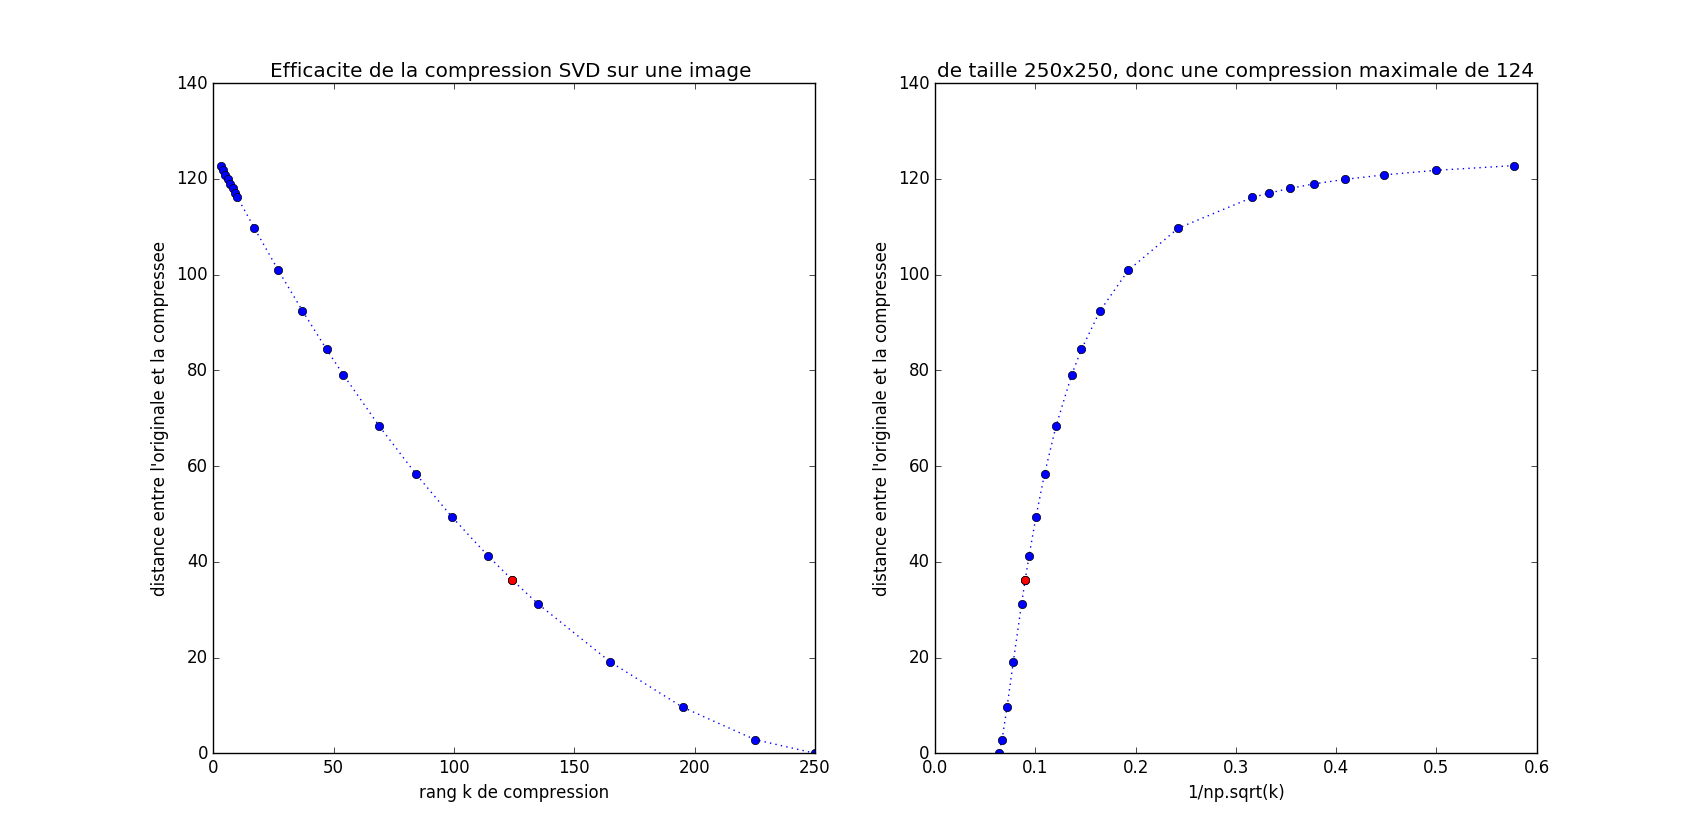 Efficacite de la compression SVD sur une image
140
120
100
80
60
40
20
0
distance entre l'originale et la compressee
0 50 100 150 200 250
rang k de compression
de taille 250x250, donc une compression maximale de 124
140
120
100
80
60
40
20
0
distance entre l'originale et la compressee
0.0 0.1 0.2 0.3 0.4 0.5 0.6
1/np.sqrt(k)